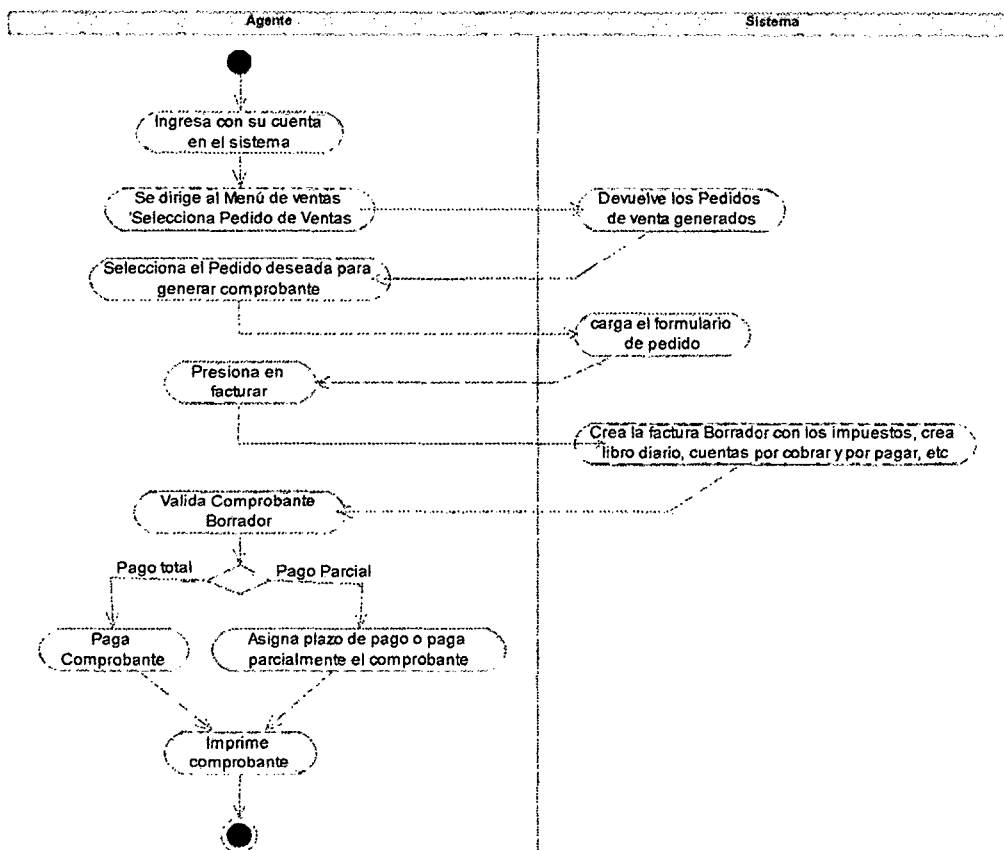 Agente
Sistema
Ingresa con su cuenta
en el sistema
Se dirige al Menú de ventas
'Selecciona Pedido de Ventas
Devuelve los Pedidos
de venta generados
Selecciona el Pedido deseada para
generar comprobante
carga el formulario
de pedido
Presiona en
facturar
Crea la factura Borrador con los impuestos, crea
libro diario, cuentas por cobrar y por pagar, etc
Valida Comprobante
Borrador
Pago total
Pago Parcial
Paga
Comprobante
Asigna plazo de pago o paga
parcialmente el comprobante
Imprime
comprobante